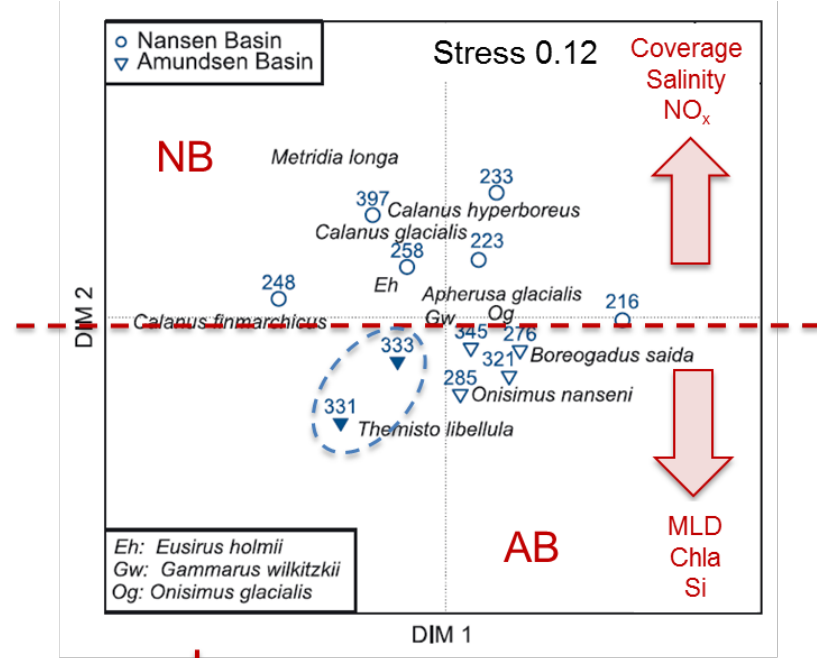 Nansen Basin
Amundsen Basin
Stress 0.12
Coverage
Salinity
NOx
NB
Metridia longa
233
397
Calanus hyperboreus
Calanus glacialis
223
258
Eh
248
Apherusa glacialis
216
DIM 2
Calanus finmarchicus
Gw
Og
333
345
276
321
Boreogadus saida
285
Onisimus nanseni
331
Themisto libellula
MLD
Chla
Si
AB
Eh: Eusirus holmii
Gw: Gammarus wilkitzkii
Og: Onisimus glacialis
DIM 1